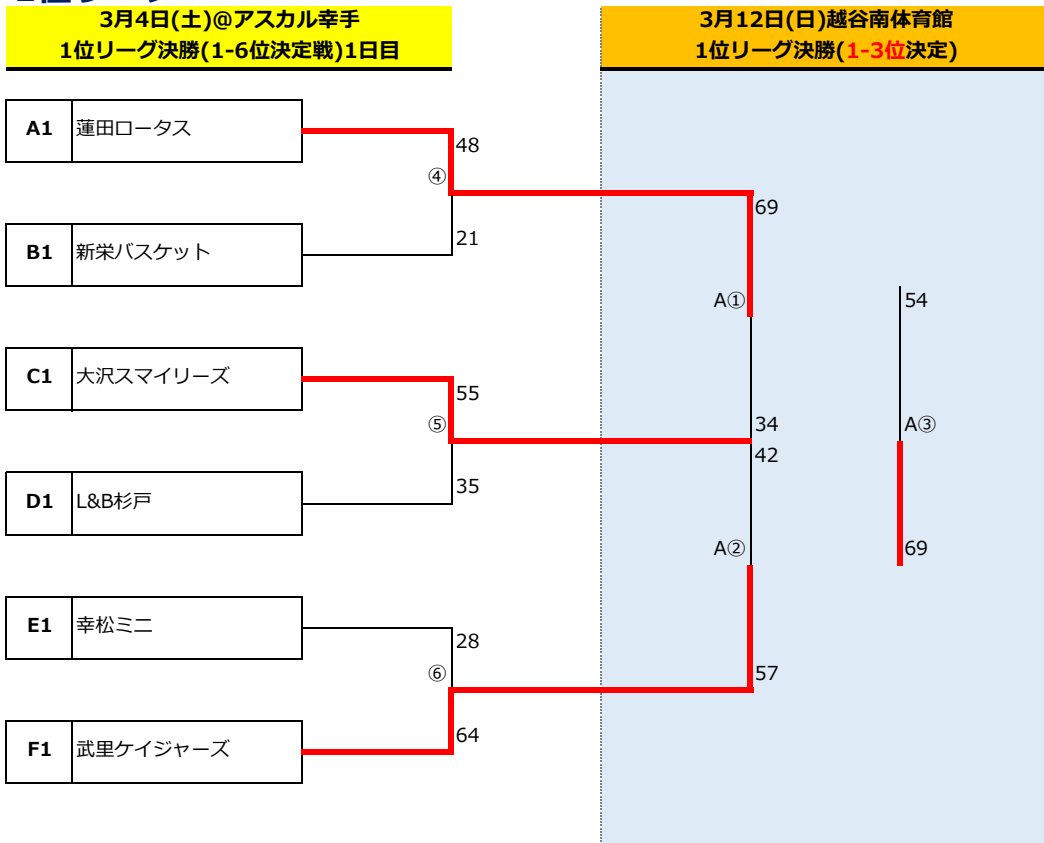 3月4日(土)@アスカル幸手
1位リーグ決勝(1-6位決定戦)1日目
3月12日(日)越谷南体育館
1位リーグ決勝(1-3位決定)
A1 蓮田ロータス
48
④
69
B1 新栄バスケット
21
A①
54
C1 大沢スマイリーズ
55
⑤
34
A③
42
D1 L&B杉戸
35
A②
69
E1 幸松ミニ
28
⑥
57
F1 武里ケイジャーズ
64